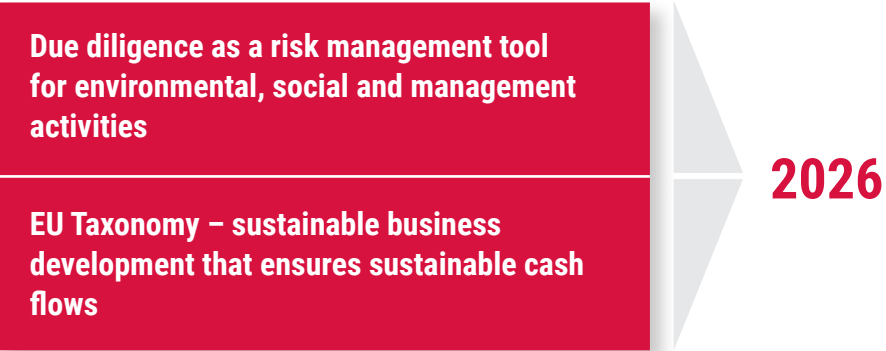 Due diligence as a risk management tool
for environmental, social and management
activities
EU Taxonomy – sustainable business
development that ensures sustainable cash
flows
2026